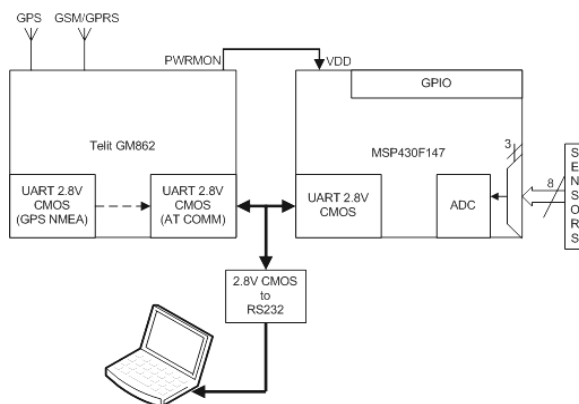 GPS
GSM/GPRS
PWRMON
VDD
GPIO
Telit GM862
MSP430F147
3
8
SENSORS
UART 2.8V
CMOS
(GPS NMEA)
UART 2.8V
CMOS
(AT COMM)
UART 2.8V
CMOS
ADC
2.8V CMOS
to
RS232